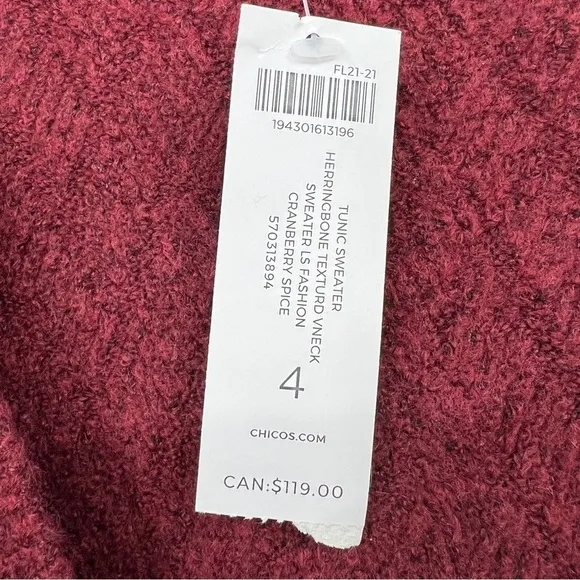 FL21-21
194301613196
TUNIC SWEATER
HERRINGBONE TEXTURD VNECK
SWEATER LS FASHION
CRANBERRY SPICE
570313894
4
CHICOS.COM
CAN:$119.00